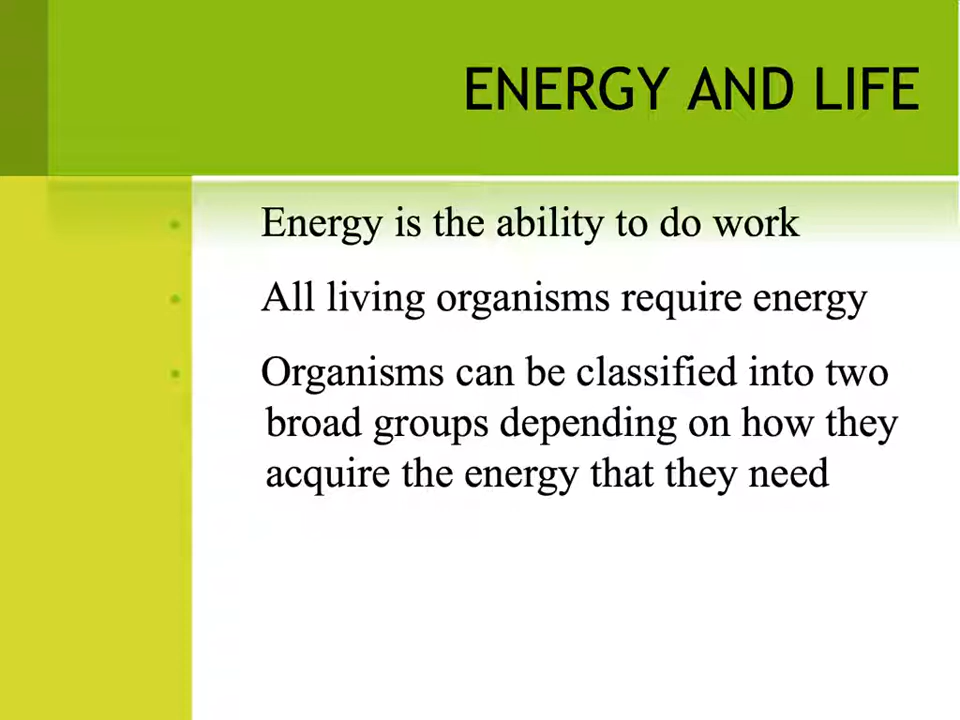 ENERGY AND LIFE
• Energy is the ability to do work
• All living organisms require energy
• Organisms can be classified into two
broad groups depending on how they
acquire the energy that they need